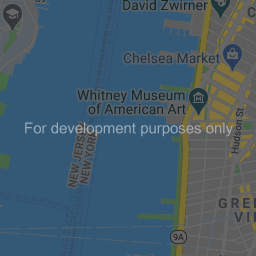 David Zwirner
Chelsea Market
Whitney Museum
of American Art
For development purposes only
Hudson St
NEW JERSEY
NEW YORK
GREE
VI
9A